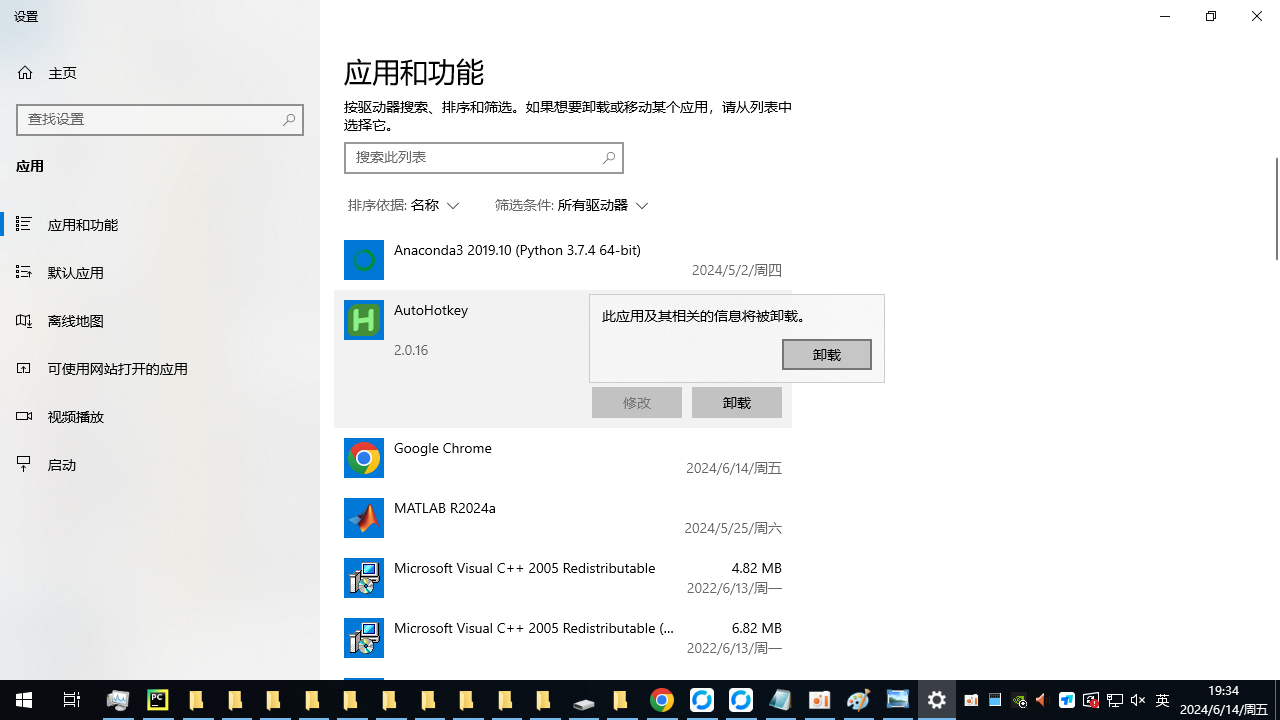 设置
主页
查找设置
应用
应用和功能
默认应用
离线地图
可使用网站打开的应用
视频播放
启动
应用和功能
按驱动器搜索、排序和筛选。如果想要卸载或移动某个应用，请从列表中
选择它。
搜索此列表
排序依据: 名称
筛选条件: 所有驱动器
Anaconda3 2019.10 (Python 3.7.4 64-bit)
2024/5/2/周四
AutoHotkey
2.0.16
此应用及其相关的信息将被卸载。
卸载
修改
卸载
Google Chrome
2024/6/14/周五
MATLAB R2024a
2024/5/25/周六
Microsoft Visual C++ 2005 Redistributable
4.82 MB
2022/6/13/周一
Microsoft Visual C++ 2005 Redistributable (...
6.82 MB
2022/6/13/周一
英
19:34
2024/6/14/周五